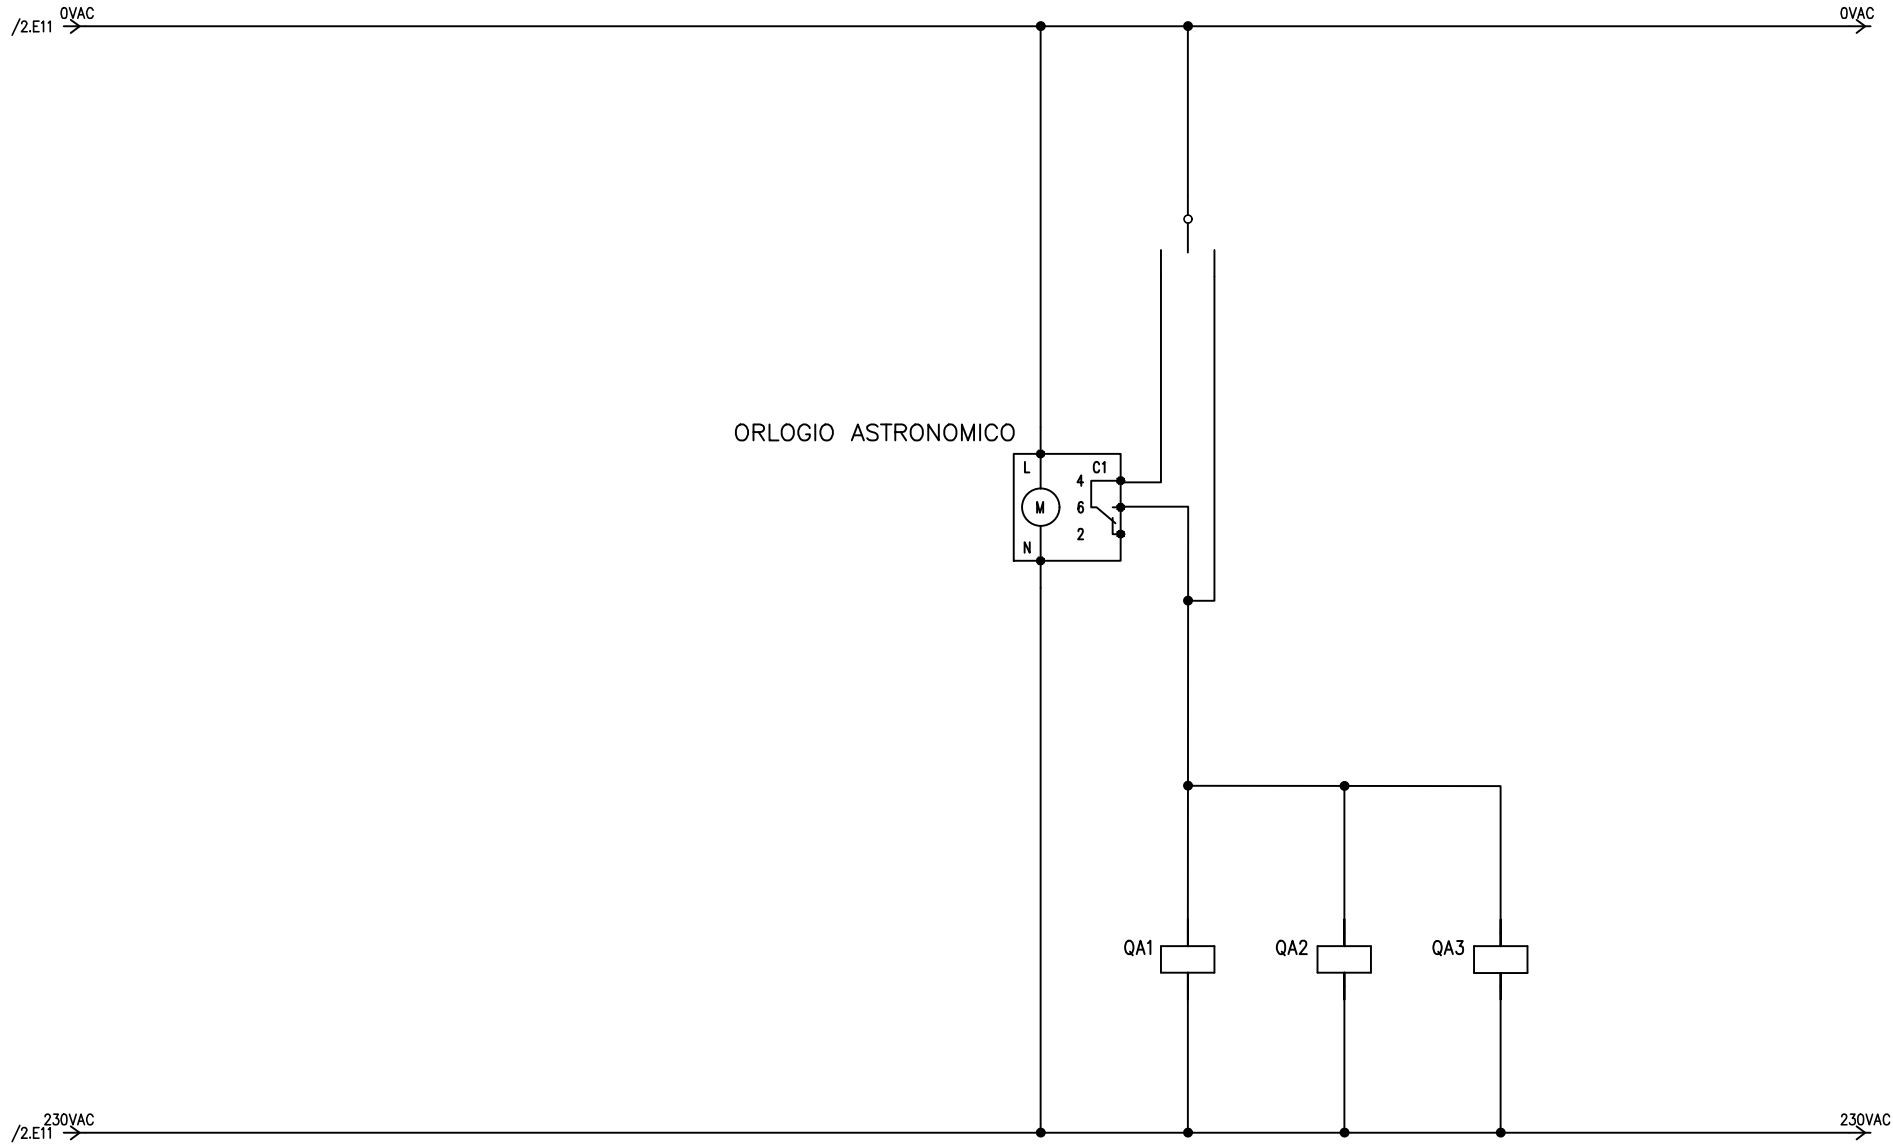 0VAC
/2.E11
0VAC
ORLOGIO ASTRONOMICO
L
C1
4
M
6
2
N
QA1
QA2
QA3
230VAC
/2.E11
230VAC